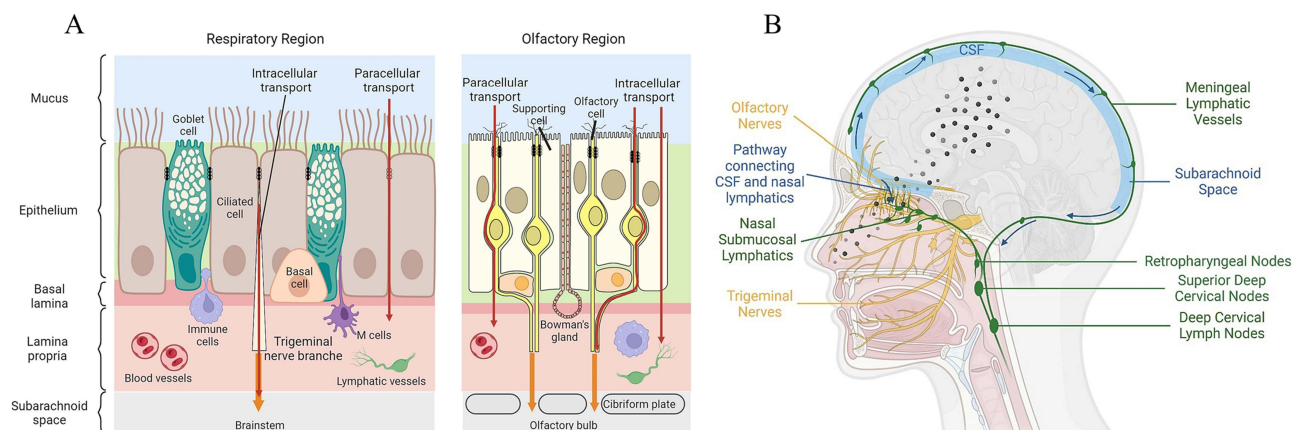 A
Respiratory Region
Olfactory Region
Mucus
Epithelium
Basal
lamina
Lamina
propria
Subarachnoid
space
Intracellular
transport
Paracellular
transport
Goblet
cell
Ciliated
cell
Basal
cell
Immune
cells
M cells
Trigeminal
nerve branche
Blood vessels
Lymphatic vessels
Brainstem
Paracellular
transport
Supporting
cell
Olfactory
cell
Intracellular
transport
Bowman's
gland
Cibriform plate
Olfactory bulb
B
CSF
Olfactory
Nerves
Pathway
connecting
CSF and nasal
lymphatics
Nasal
Submucosal
Lymphatics
Trigeminal
Nerves
Meningeal
Lymphatic
Vessels
Subarachnoid
Space
Retropharyngeal Nodes
Superior Deep
Cervical Nodes
Deep Cervical
Lymph Nodes